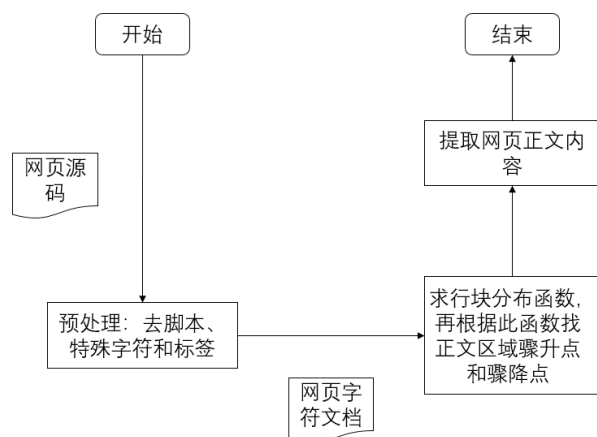 开始
结束
网页源
码
提取网页正文内
容
预处理：去脚本、
特殊字符和标签
求行块分布函数，
再根据此函数找
正文区域骤升点
和骤降点
网页字
符文档